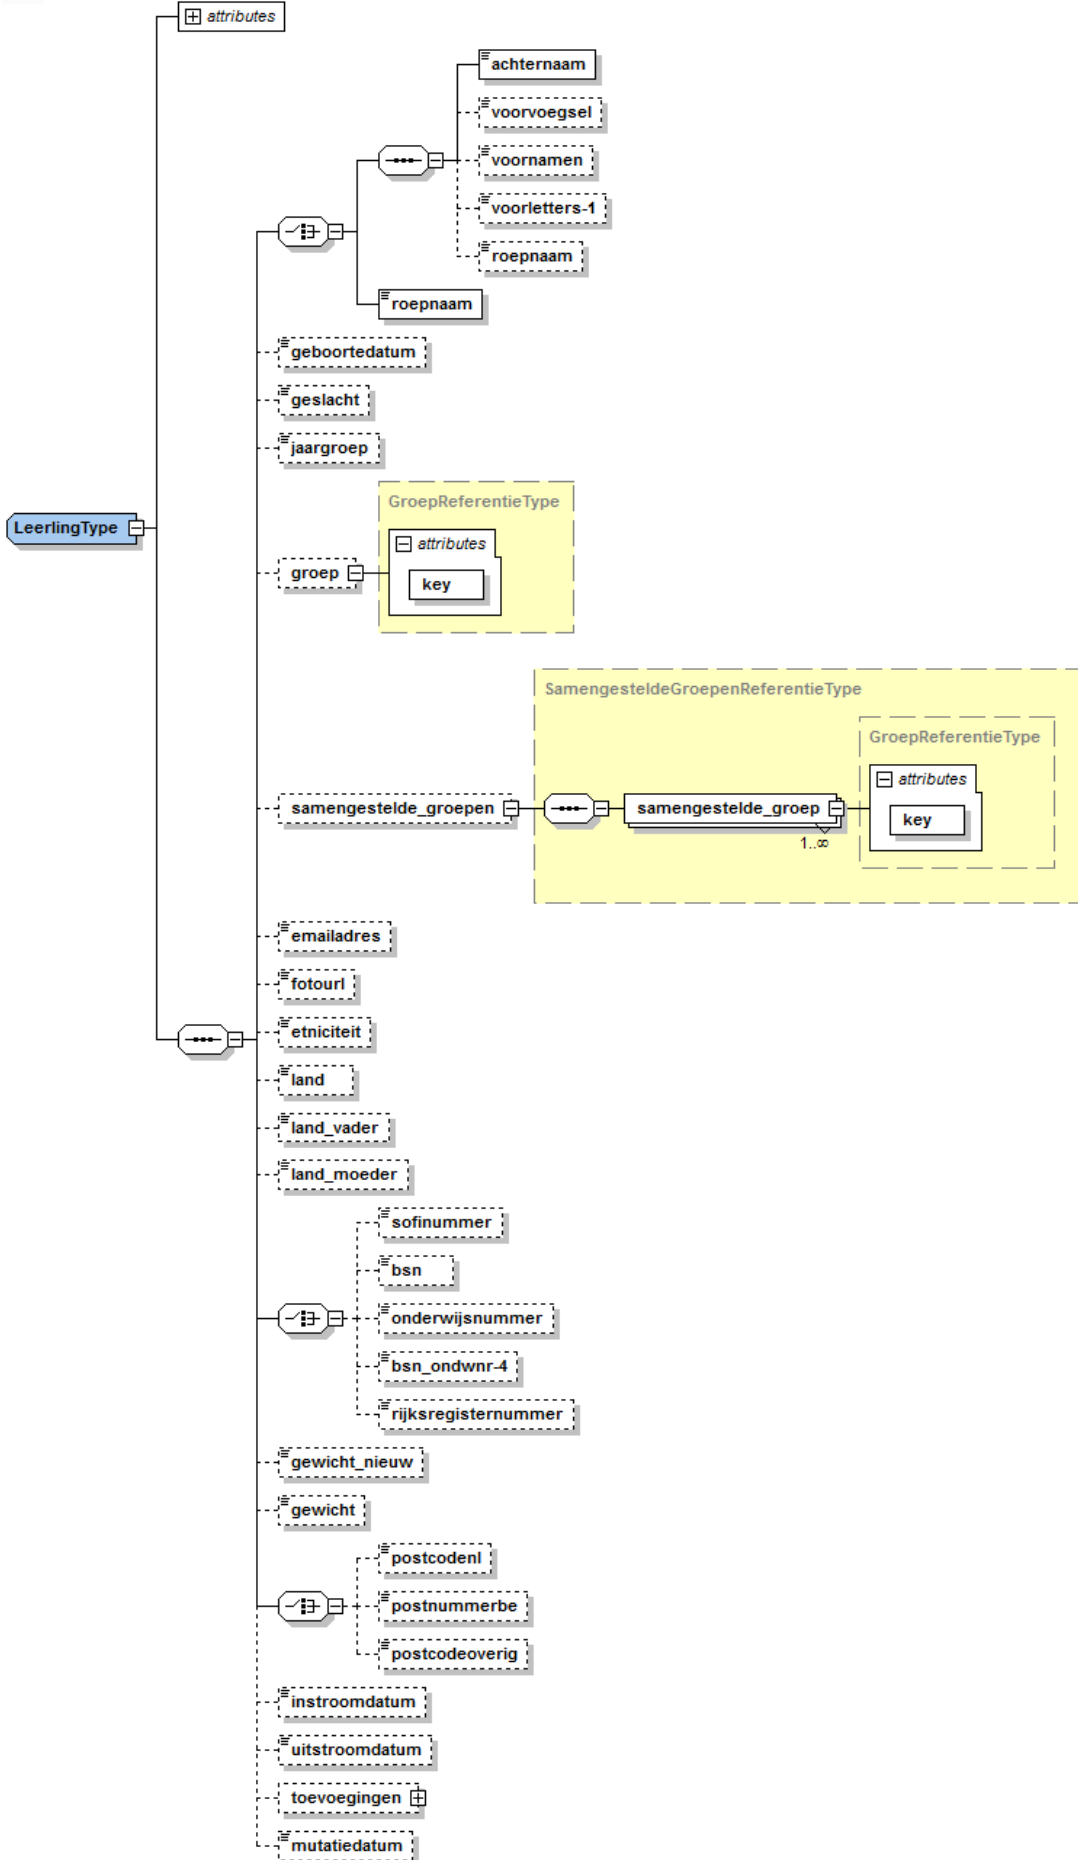 attributes
achternaam
voorvoegsel
voornamen
voorletters-1
roepnaam
roepnaam
geboortedatum
geslacht
jaargroep
LeerlingType
GroepReferentieType
attributes
groep
key
SamengesteldeGroepenReferentieType
GroepReferentieType
attributes
samengestelde_groepen
samengestelde_groep
key
1..∞
emailadres
fotourl
etniciteit
land
land_vader
land_moeder
sofinummer
bsn
onderwijsnummer
bsn_ondwnr-4
rijksregisternummer
gewicht_nieuw
gewicht
postcodenl
postnummerbe
postcodeoverig
instroomdatum
uitstroomdatum
toevoegingen
mutatiedatum